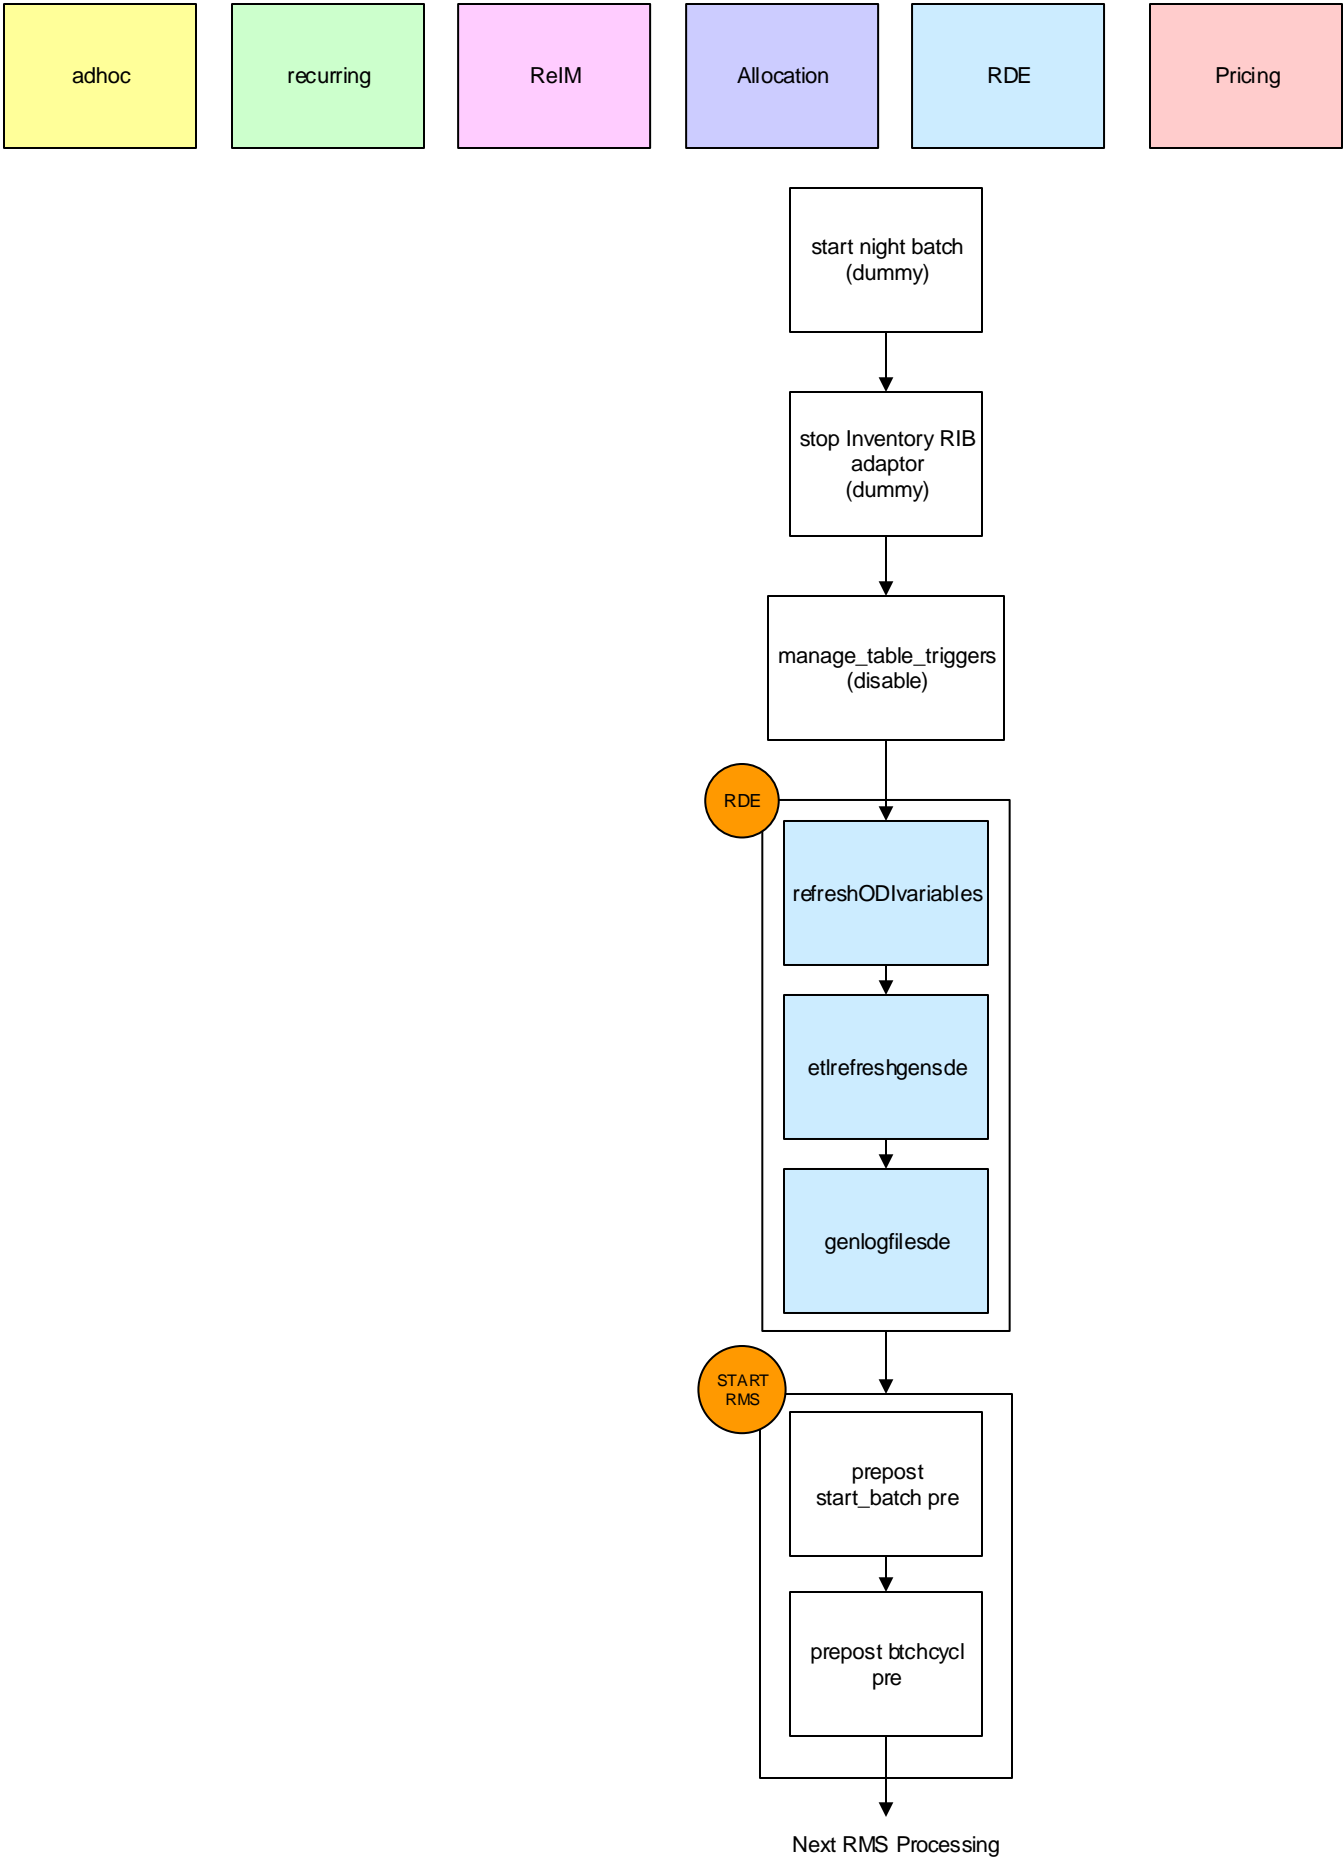 adhoc
recurring
ReIM
Allocation
RDE
Pricing
start night batch
(dummy)
stop Inventory RIB
adaptor
(dummy)
manage_table_triggers
(disable)
RDE
refreshODIvariables
etlrefreshgensde
genlogfilesde
START
RMS
prepost
start_batch pre
prepost btchcycl
pre
Next RMS Processing